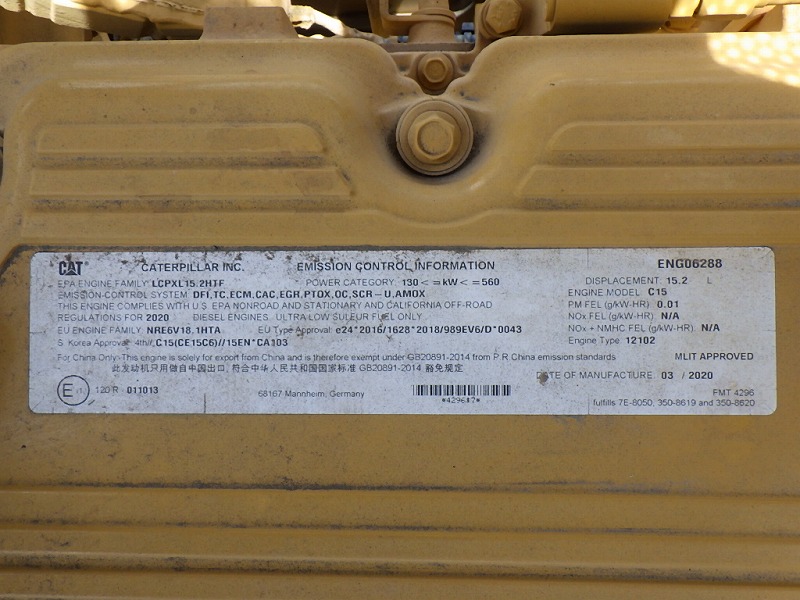 CAT CATERPILLAR INC. EMISSION CONTROL INFORMATION ENG06288
EPA ENGINE FAMILY: LCPXL15.2HTF POWER CATEGORY: 130 < =kW < =560 DISPLACEMENT: 15.2 L
EMISSION-CONTROL SYSTEM: DFI,TC,ECM,CAC,EGR,PTOX,OC,SCR-U,AMOX ENGINE MODEL: C15
THIS ENGINE COMPLIES WITH U.S. EPA NONROAD AND STATIONARY AND CALIFORNIA OFF-ROAD PM FEL (g/kW-HR): 0.01
REGULATIONS FOR 2020 DIESEL ENGINES. ULTRA LOW SULFUR FUEL ONLY. NOx FEL (g/kW-HR): N/A
EU ENGINE FAMILY: NRE6V18.1HTA EU Type Approval: e24*2016/1628*2018/989EV6/D*0043 NOx + NMHC FEL (g/kW-HR): N/A
S. Korea Approval: 4th//,C15(CE15C6)//15EN*CA103 Engine Type: 12102
For China Only: This engine is solely for export from China and is therefore exempt under GB20891-2014 from P.R.China emission standards MLIT APPROVED
此发动机只用做自中国出口，符合中华人民共和国国家标准 GB20891-2014 豁免规定
DATE OF MANUFACTURE: 03 / 2020
E 120 R - 011013 68167 Mannheim, Germany FMT 4296
fulfills 7E-8050, 350-8619 and 350-8620